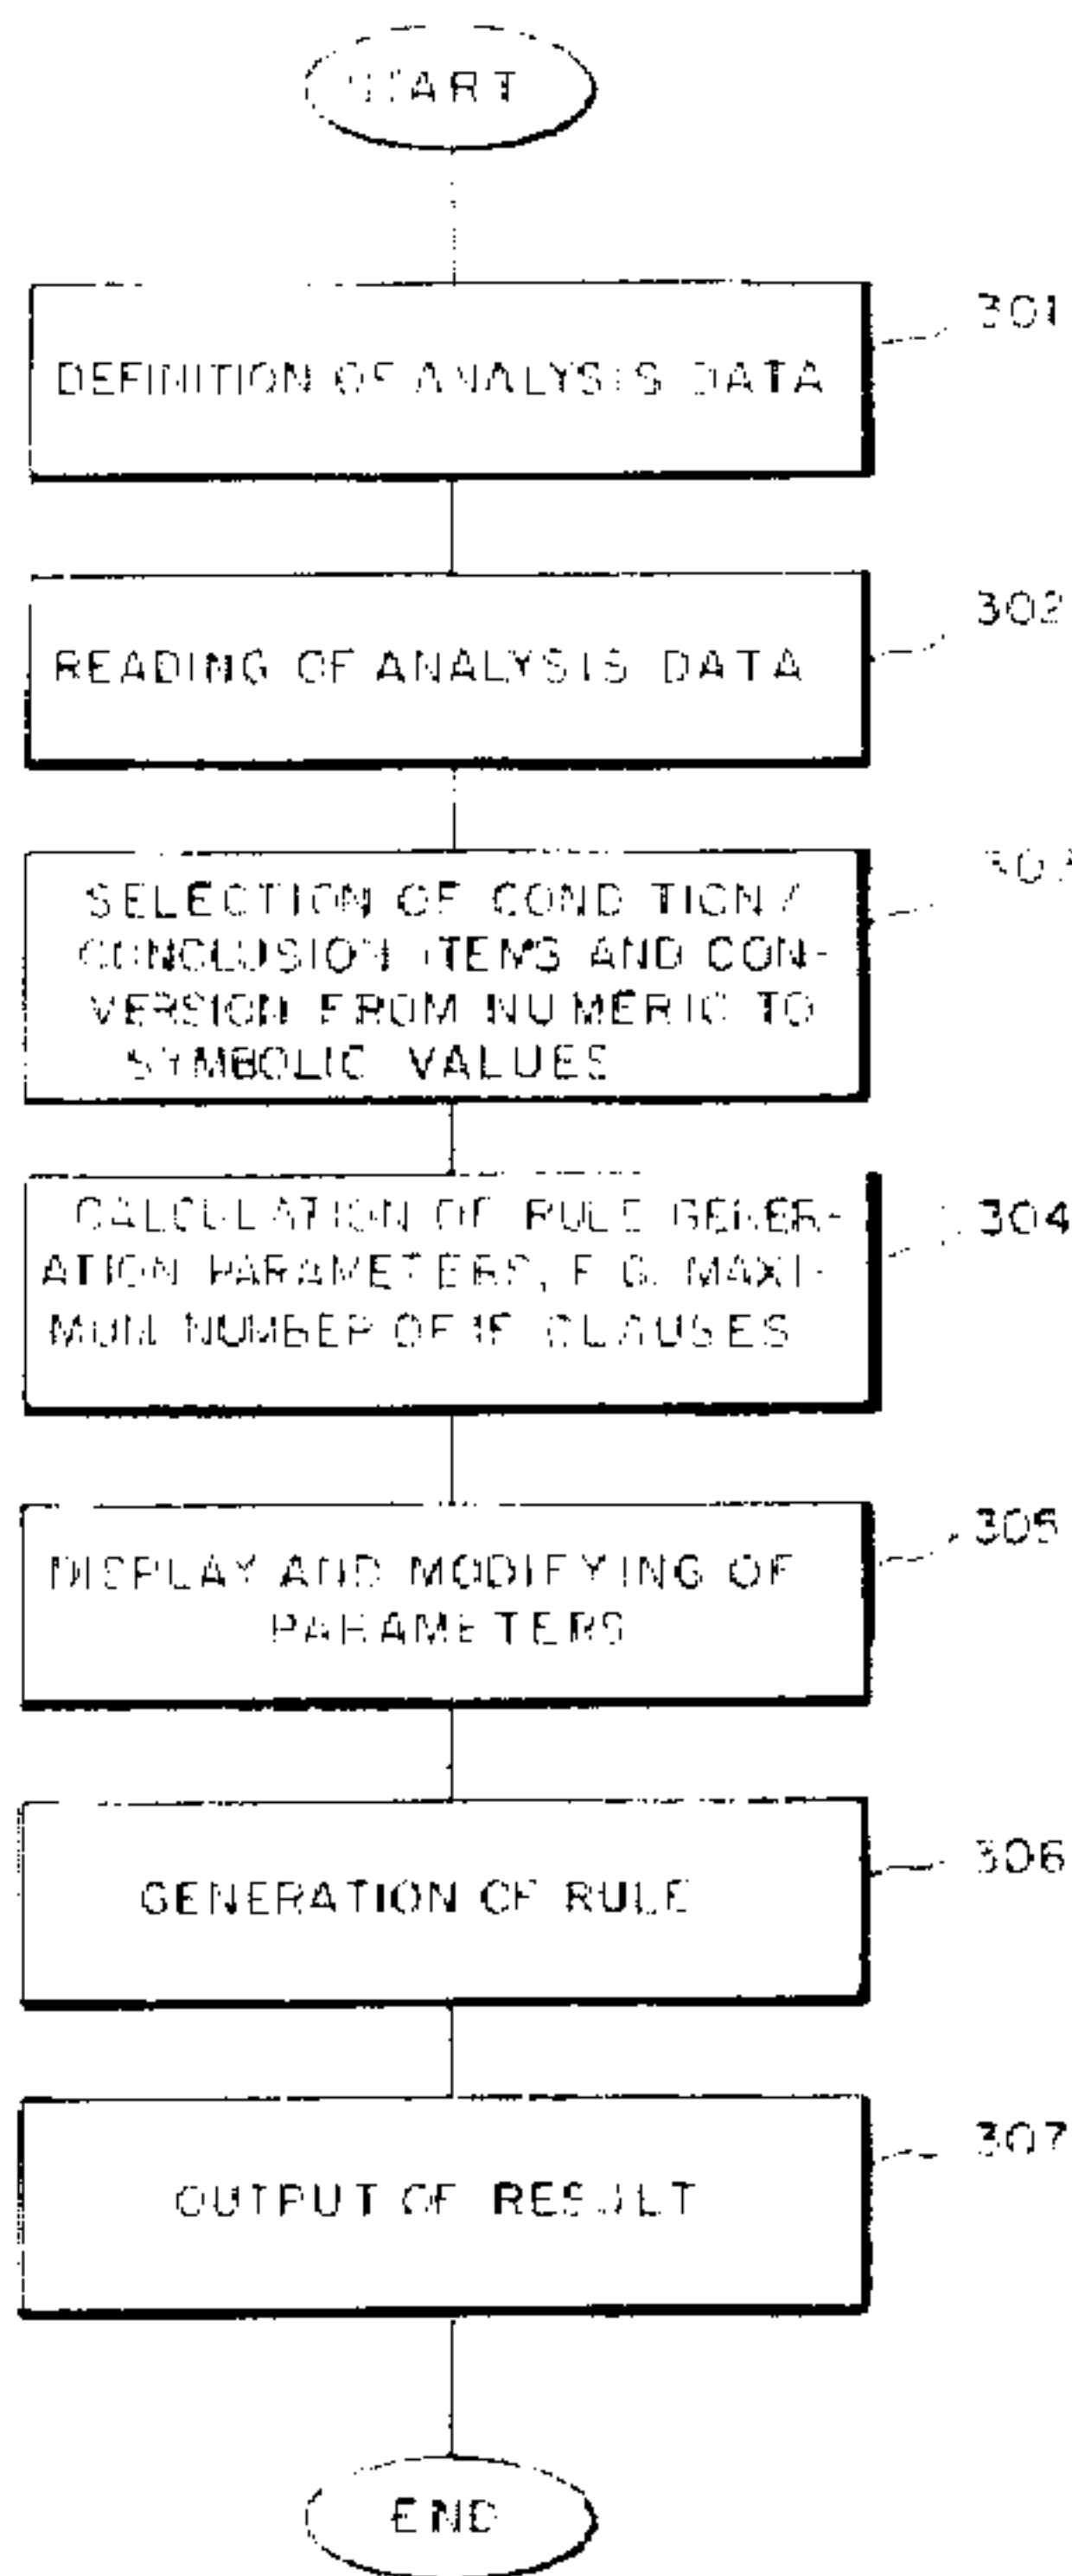 START
DEFINITION OF ANALYSIS DATA
301
READING OF ANALYSIS DATA
302
SELECTION OF CONDITION/
CONCLUSION ITEMS AND CON-
VERSION FROM NUMERIC TO
SYMBOLIC VALUES
303
CALCULATION OF RULE GENER-
ATION PARAMETERS, E.G. MAXI-
MUM NUMBER OF IF CLAUSES
304
DISPLAY AND MODIFYING OF
PARAMETERS
305
GENERATION OF RULE
306
OUTPUT OF RESULT
307
END